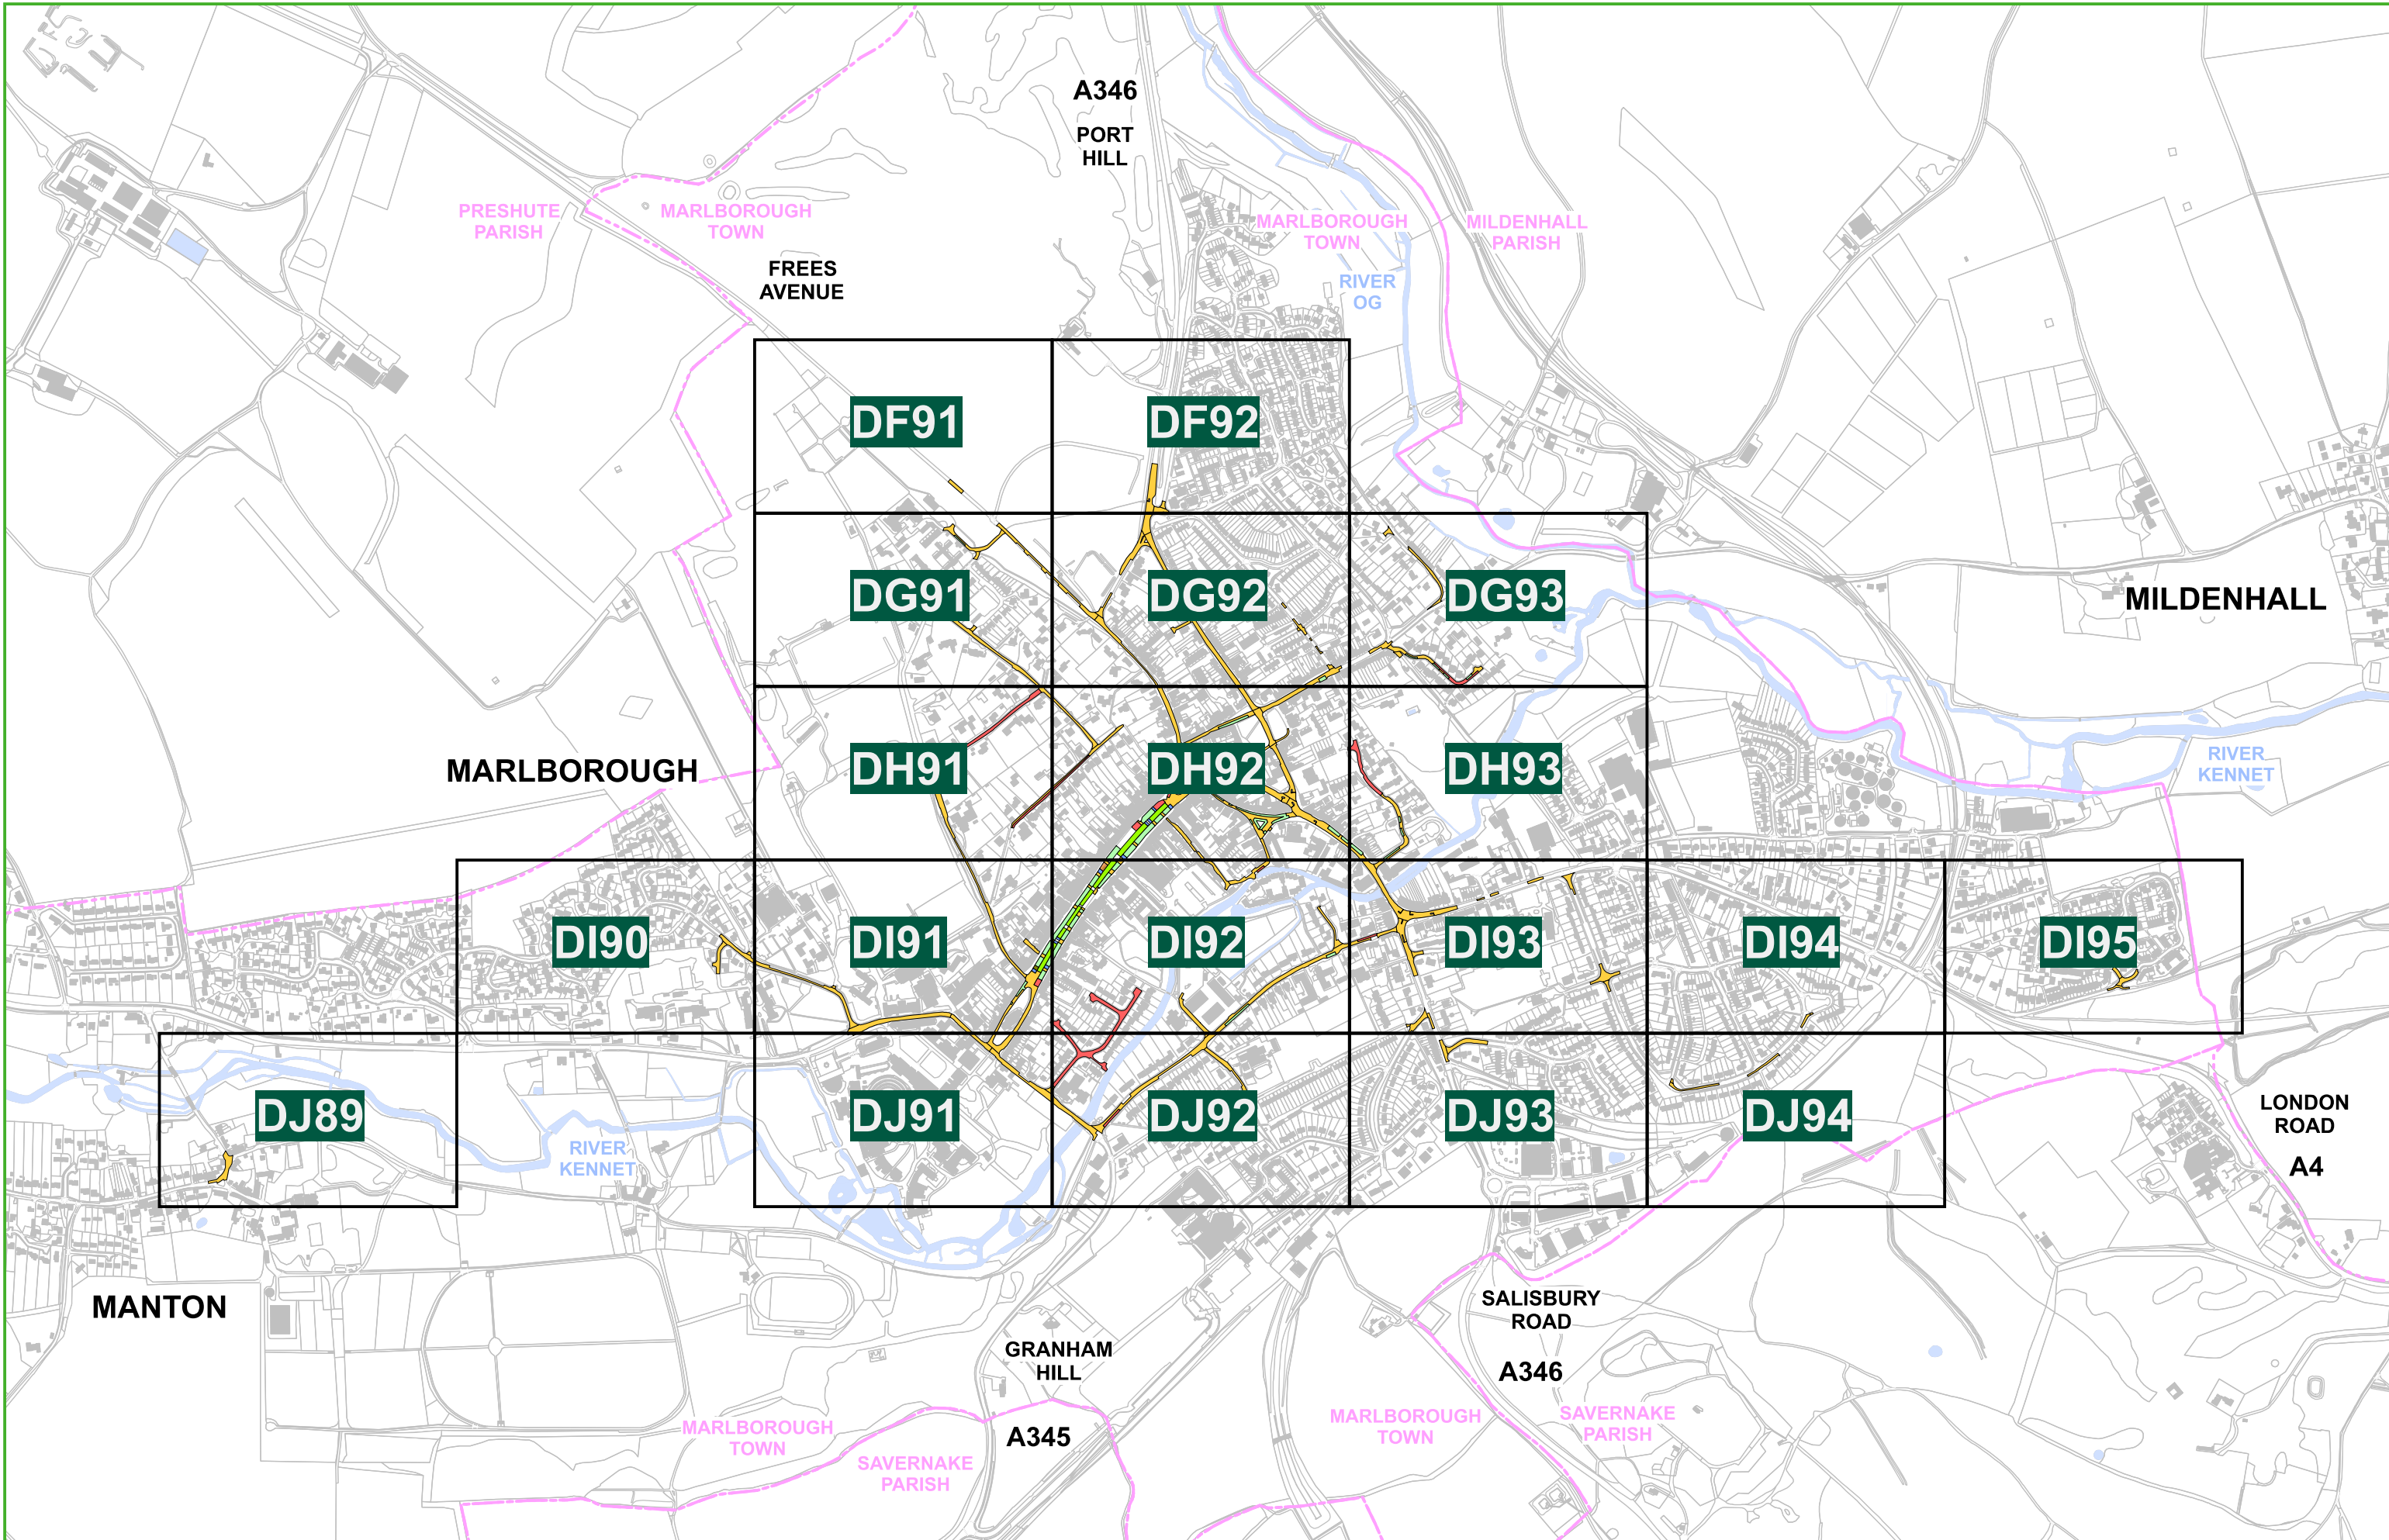 A346
PORT
HILL
PRESHUTE
PARISH
MARLBOROUGH
TOWN
MARLBOROUGH
TOWN
MILDENHALL
PARISH
FREES
AVENUE
RIVER
OG
DF91
DF92
DG91
DG92
DG93
MILDENHALL
MARLBOROUGH
DH91
DH92
DH93
RIVER
KENNET
DI90
DI91
DI92
DI93
DI94
DI95
DJ89
DJ91
DJ92
DJ93
DJ94
LONDON
ROAD
A4
RIVER
KENNET
MANTON
SALISBURY
ROAD
A346
GRANHAM
HILL
A345
MARLBOROUGH
TOWN
SAVERNAKE
PARISH
MARLBOROUGH
TOWN
SAVERNAKE
PARISH